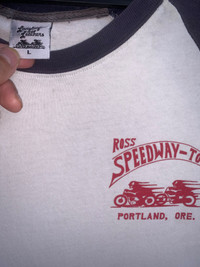 L
ROSS
SPEEDWAY-TO
PORTLAND, ORE.